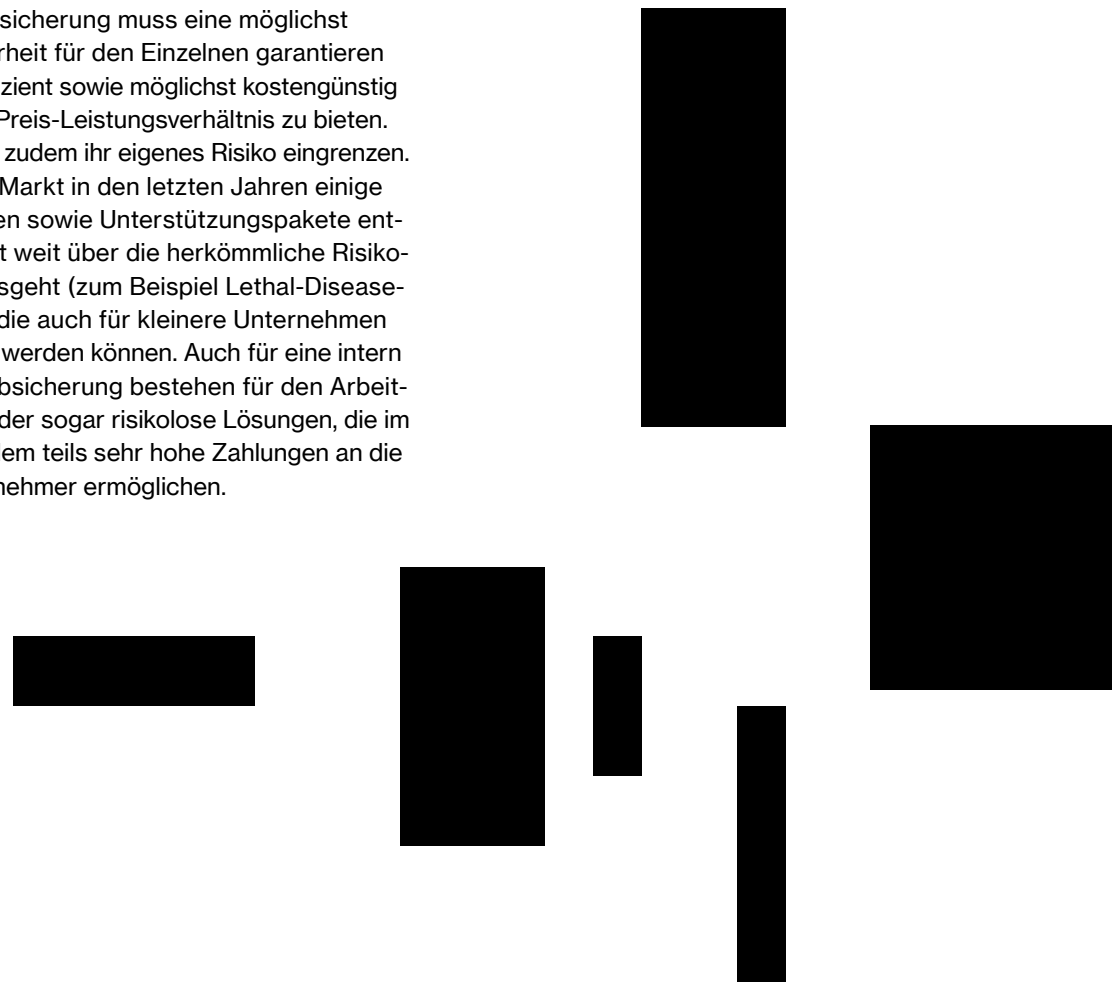 sicherung muss eine möglichst
rheit für den Einzelnen garantieren
zient sowie möglichst kostengünstig
Preis-Leistungsverhältnis zu bieten.
zudem ihr eigenes Risiko eingrenzen.
Markt in den letzten Jahren einige
en sowie Unterstützungspakete ent-
t weit über die herkömmliche Risiko-
sgeht (zum Beispiel Lethal-Disease-
die auch für kleinere Unternehmen
werden können. Auch für eine intern
bsicherung bestehen für den Arbeit-
der sogar risikolose Lösungen, die im
dem teils sehr hohe Zahlungen an die
nehmer ermöglichen.